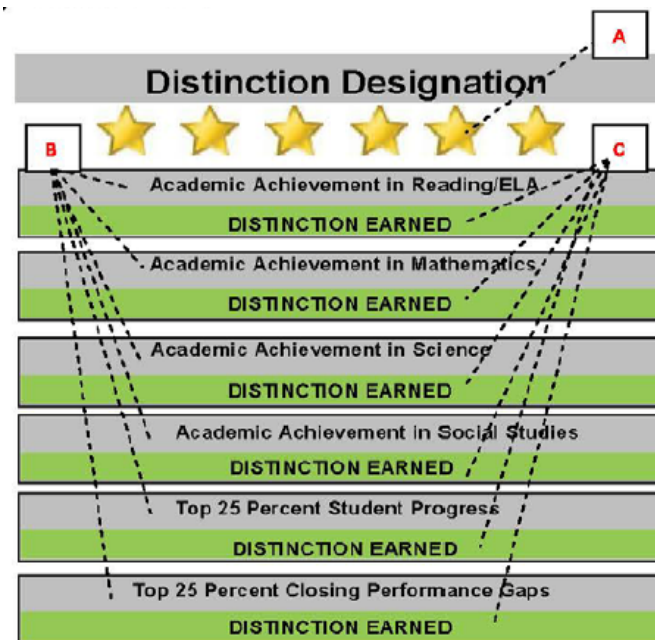 A
Distinction Designation
B
C
Academic Achievement in Reading/ELA
DISTINCTION EARNED
Academic Achievement in Mathematics
DISTINCTION EARNED
Academic Achievement in Science
DISTINCTION EARNED
Academic Achievement in Social Studies
DISTINCTION EARNED
Top 25 Percent Student Progress
DISTINCTION EARNED
Top 25 Percent Closing Performance Gaps
DISTINCTION EARNED